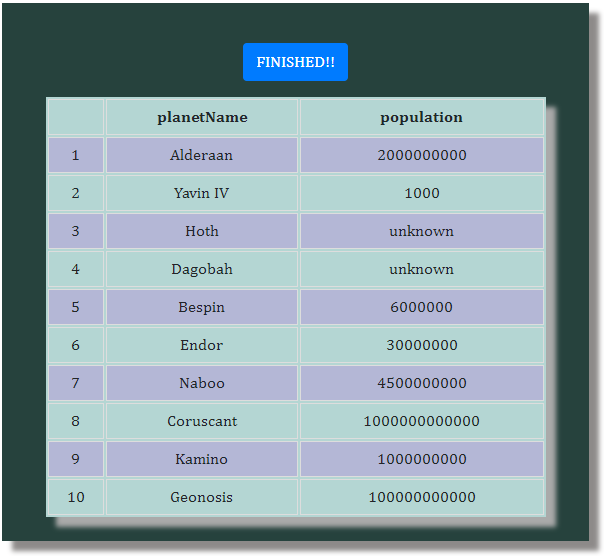 FINISHED!!
planetName population
1 Alderaan 2000000000
2 Yavin IV 1000
3 Hoth unknown
4 Dagobah unknown
5 Bespin 6000000
6 Endor 30000000
7 Naboo 4500000000
8 Coruscant 1000000000000
9 Kamino 1000000000
10 Geonosis 100000000000